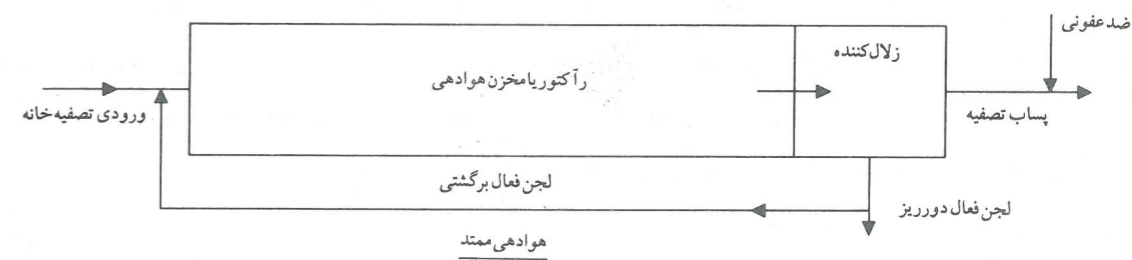 ضدعفونی
زلال‌کننده
رآکتور یا مخزن هوادهی
ورودی تصفیه‌خانه
پساب تصفیه
لجن فعال برگشتی
لجن فعال دورریز
هوادهی ممتد